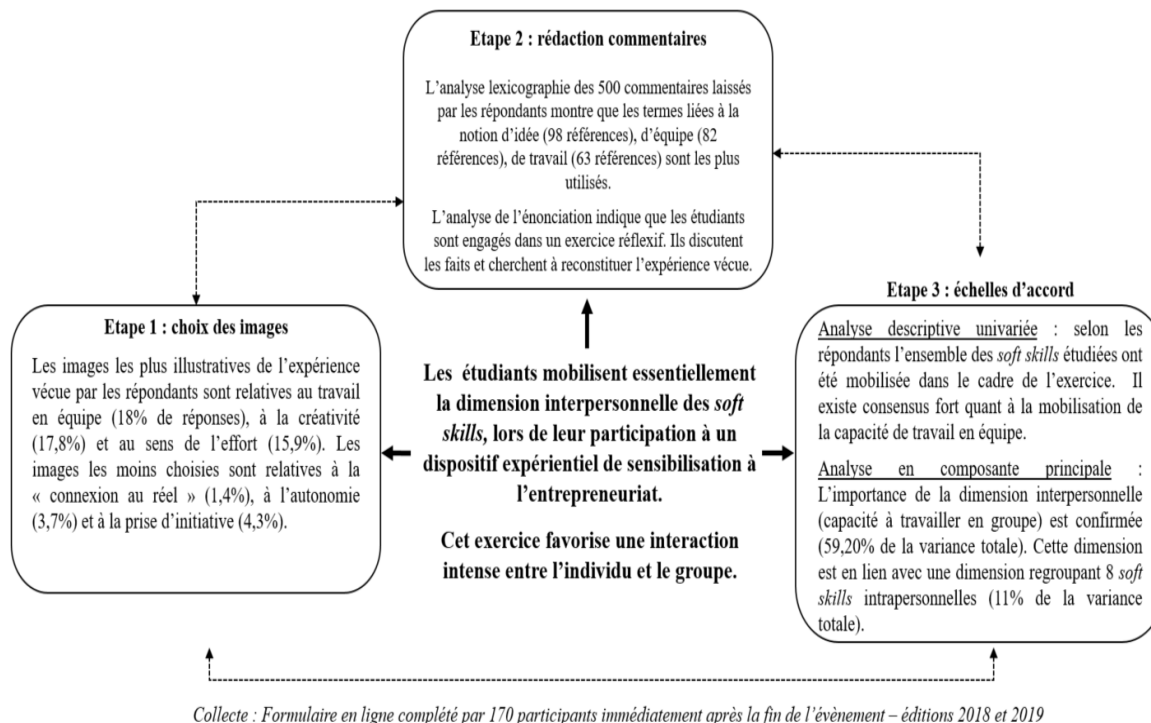 Etape 2 : rédaction commentaires
L'analyse lexicographie des 500 commentaires laissés
par les répondants montre que les termes liées à la
notion d'idée (98 références), d'équipe (82
références), de travail (63 références) sont les plus
utilisés.
L'analyse de l'énonciation indique que les étudiants
sont engagés dans un exercice réflexif. Ils discutent
les faits et cherchent à reconstituer l'expérience vécue.
Etape 1 : choix des images
Les images les plus illustratives de l'expérience
vécue par les répondants sont relatives au travail
en équipe (18% de réponses), à la créativité
(17,8%) et au sens de l'effort (15,9%). Les
images les moins choisies sont relatives à la
« connexion au réel » (1,4%), à l'autonomie
(3,7%) et à la prise d'initiative (4,3%).
Les étudiants mobilisent essentiellement
la dimension interpersonnelle des soft
skills, lors de leur participation à un
dispositif expérientiel de sensibilisation à
l'entrepreneuriat.
Cet exercice favorise une interaction
intense entre l'individu et le groupe.
Etape 3 : échelles d'accord
Analyse descriptive univariée : selon les
répondants l'ensemble des soft skills étudiées ont
été mobilisée dans le cadre de l'exercice. Il
existe consensus fort quant à la mobilisation de
la capacité de travail en équipe.
Analyse en composante principale :
L'importance de la dimension interpersonnelle
(capacité à travailler en groupe) est confirmée
(59,20% de la variance totale). Cette dimension
est en lien avec une dimension regroupant 8 soft
skills intrapersonnelles (11% de la variance
totale).
Collecte : Formulaire en ligne complété par 170 participants immédiatement après la fin de l'évènement – éditions 2018 et 2019